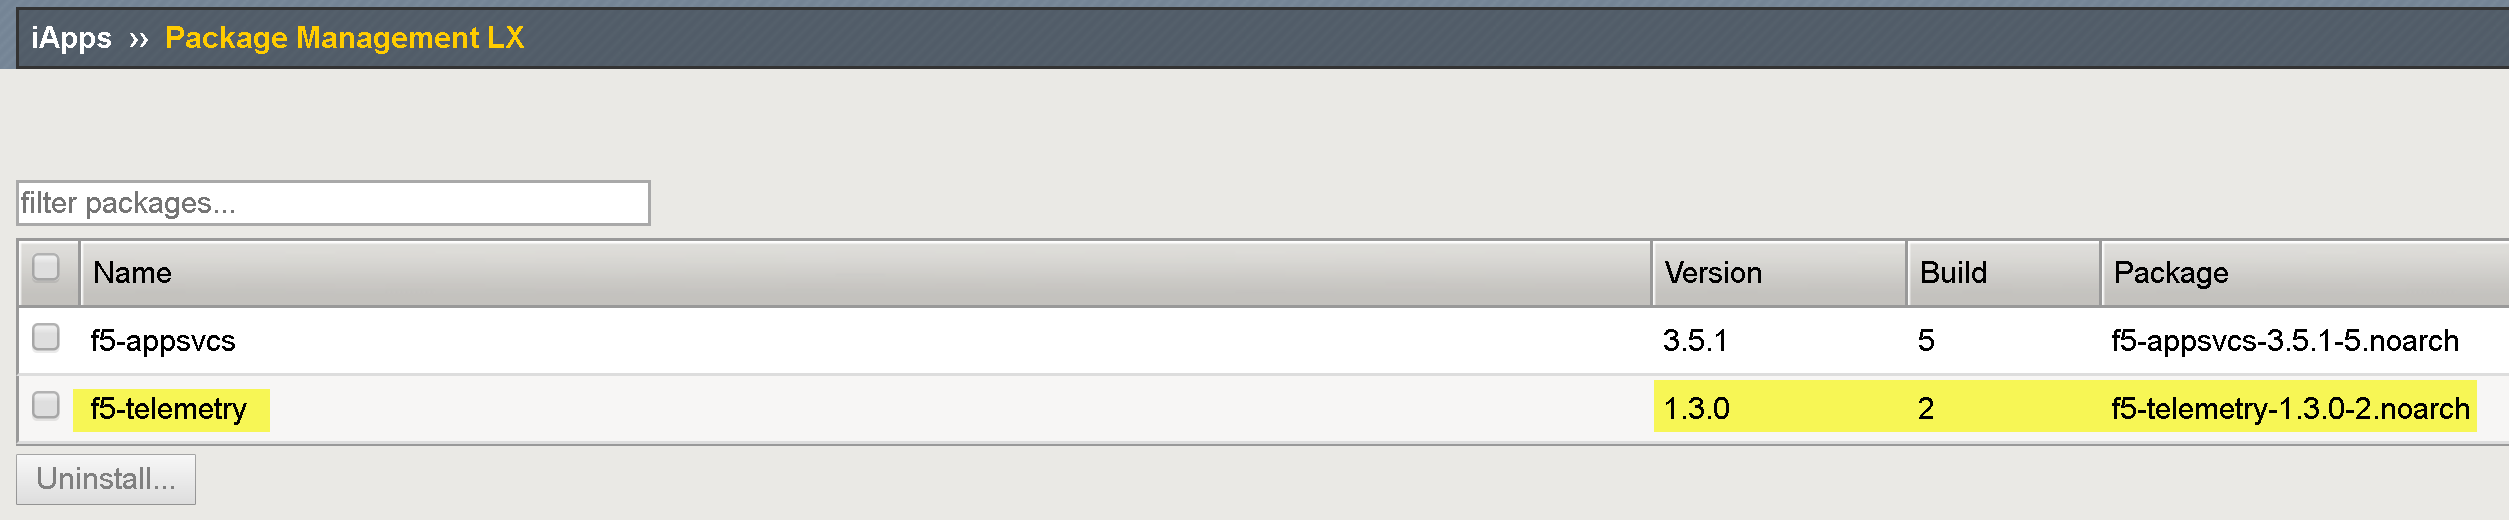 iApps ›› Package Management LX
filter packages...
Name Version Build Package
f5-appsvcs 3.5.1 5 f5-appsvcs-3.5.1-5.noarch
f5-telemetry 1.3.0 2 f5-telemetry-1.3.0-2.noarch
Uninstall...